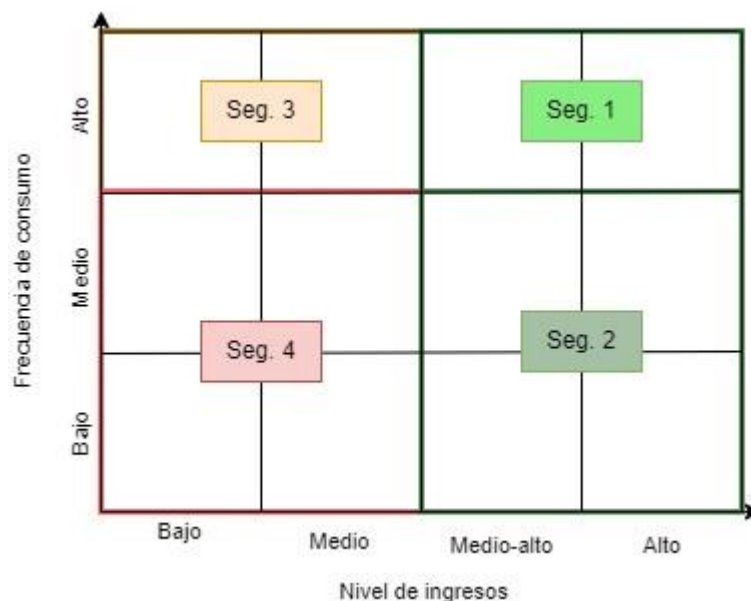 Frecuencia de consumo
Alto
Medio
Bajo
Seg. 3
Seg. 1
Seg. 4
Seg. 2
Bajo
Medio
Medio-alto
Alto
Nivel de ingresos